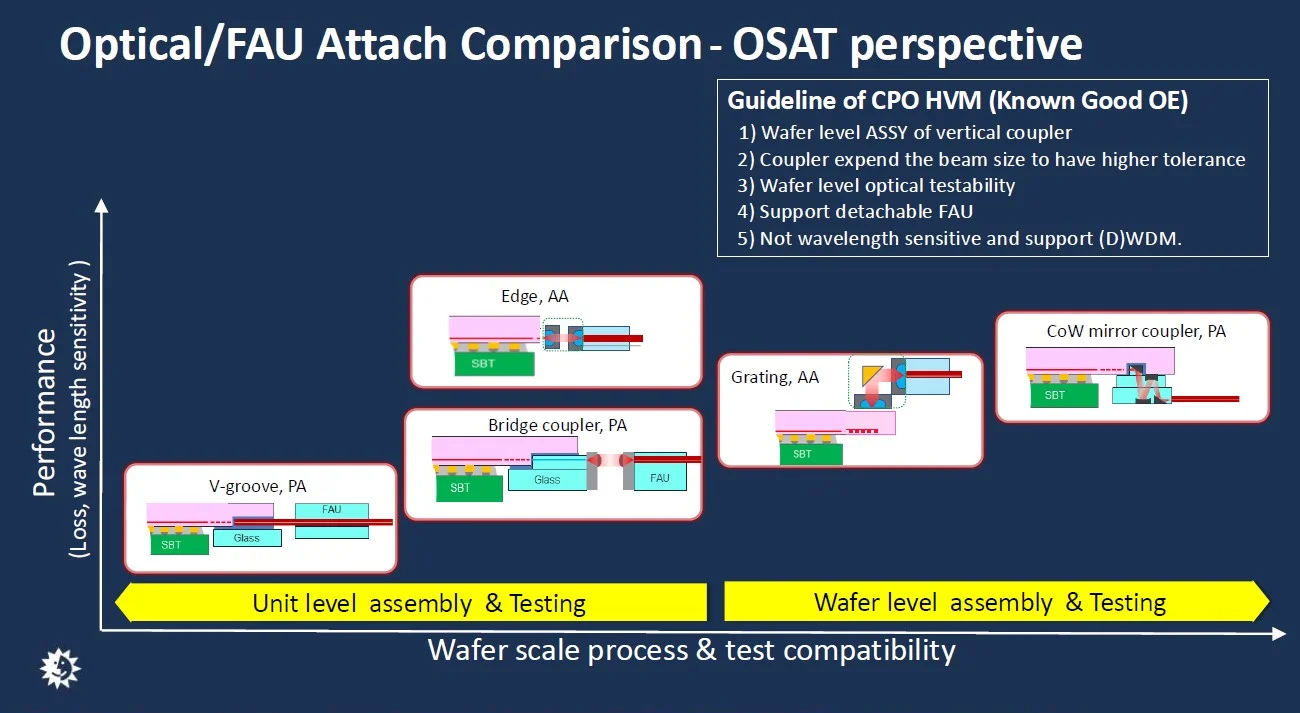 Optical/FAU Attach Comparison - OSAT perspective
Guideline of CPO HVM (Known Good OE)
1) Wafer level ASSY of vertical coupler
2) Coupler expend the beam size to have higher tolerance
3) Wafer level optical testability
4) Support detachable FAU
5) Not wavelength sensitive and support (D)WDM.
Performance
(Loss, wave length sensitivity )
Edge, AA
SBT
CoW mirror coupler, PA
SBT
Grating, AA
SBT
Bridge coupler, PA
SBT
Glass
FAU
V-groove, PA
FAU
SBT
Glass
Unit level assembly & Testing
Wafer level assembly & Testing
Wafer scale process & test compatibility